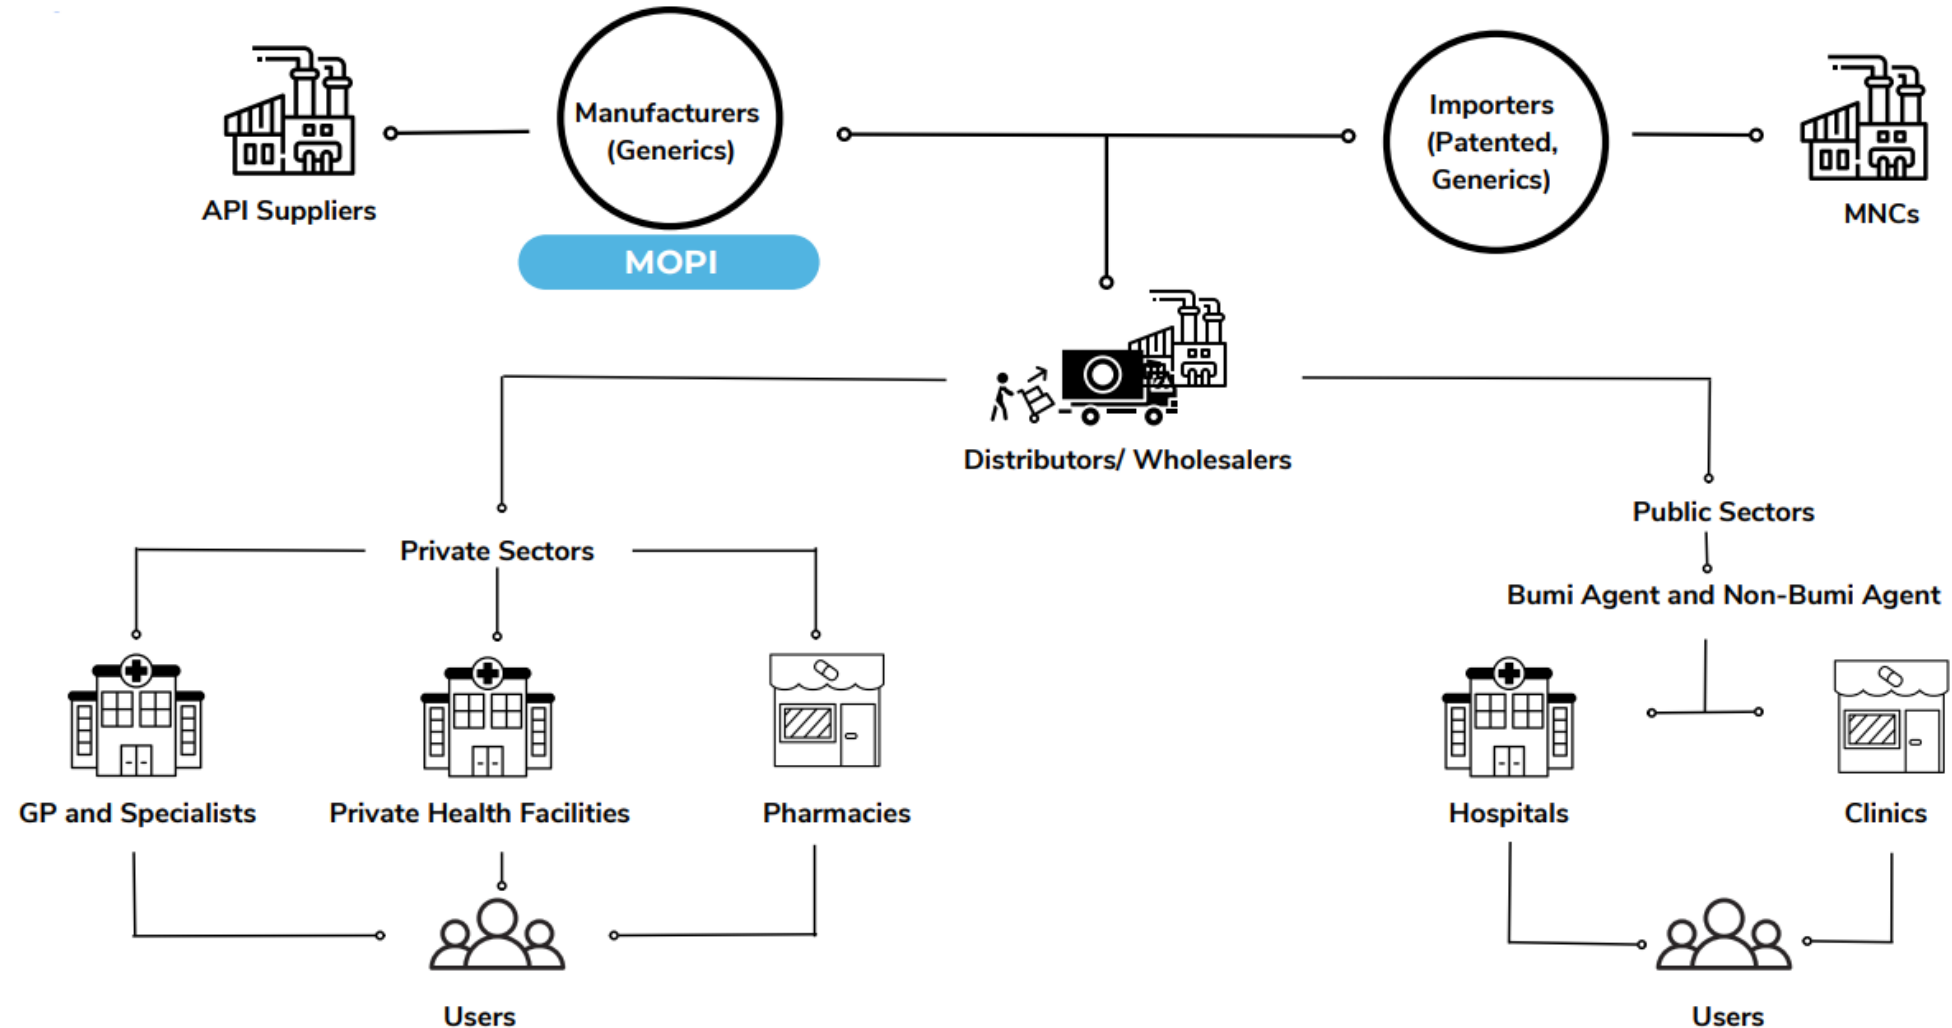 Manufacturers
(Generics)
Importers
(Patented,
Generics)
API Suppliers
MNCs
MOPI
Distributors/ Wholesalers
Public Sectors
Private Sectors
Bumi Agent and Non-Bumi Agent
GP and Specialists
Private Health Facilities
Pharmacies
Hospitals
Clinics
Users
Users